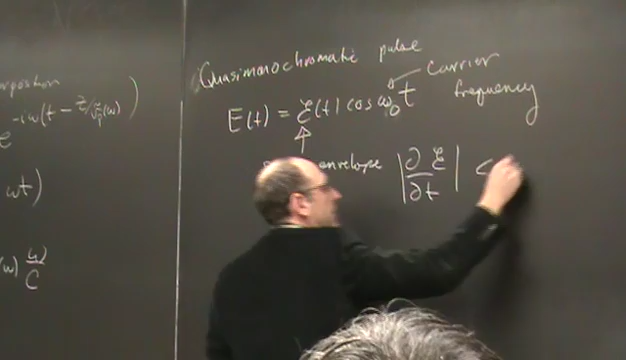 e^{-iω(t - z/v_p(ω))}
ωt)
ω/c
Quasimonochromatic pulse
E(t) = ℰ(t) cos ω₀t
carrier
frequency
envelope |∂ℰ/∂t| <